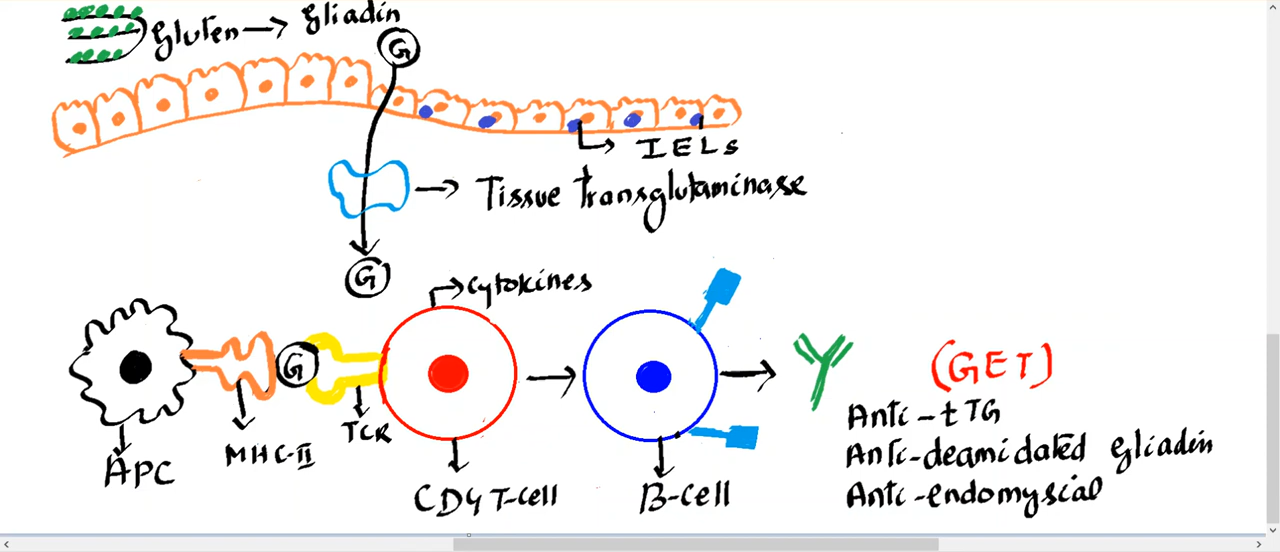 Gluten → Gliadin
G
IELs
Tissue transglutaminase
G
Cytokines
G
(GET)
Anti-tTG
Anti-deamidated gliadin
Anti-endomysial
APC
MHC-II
TCR
CD4 T-cell
B-cell